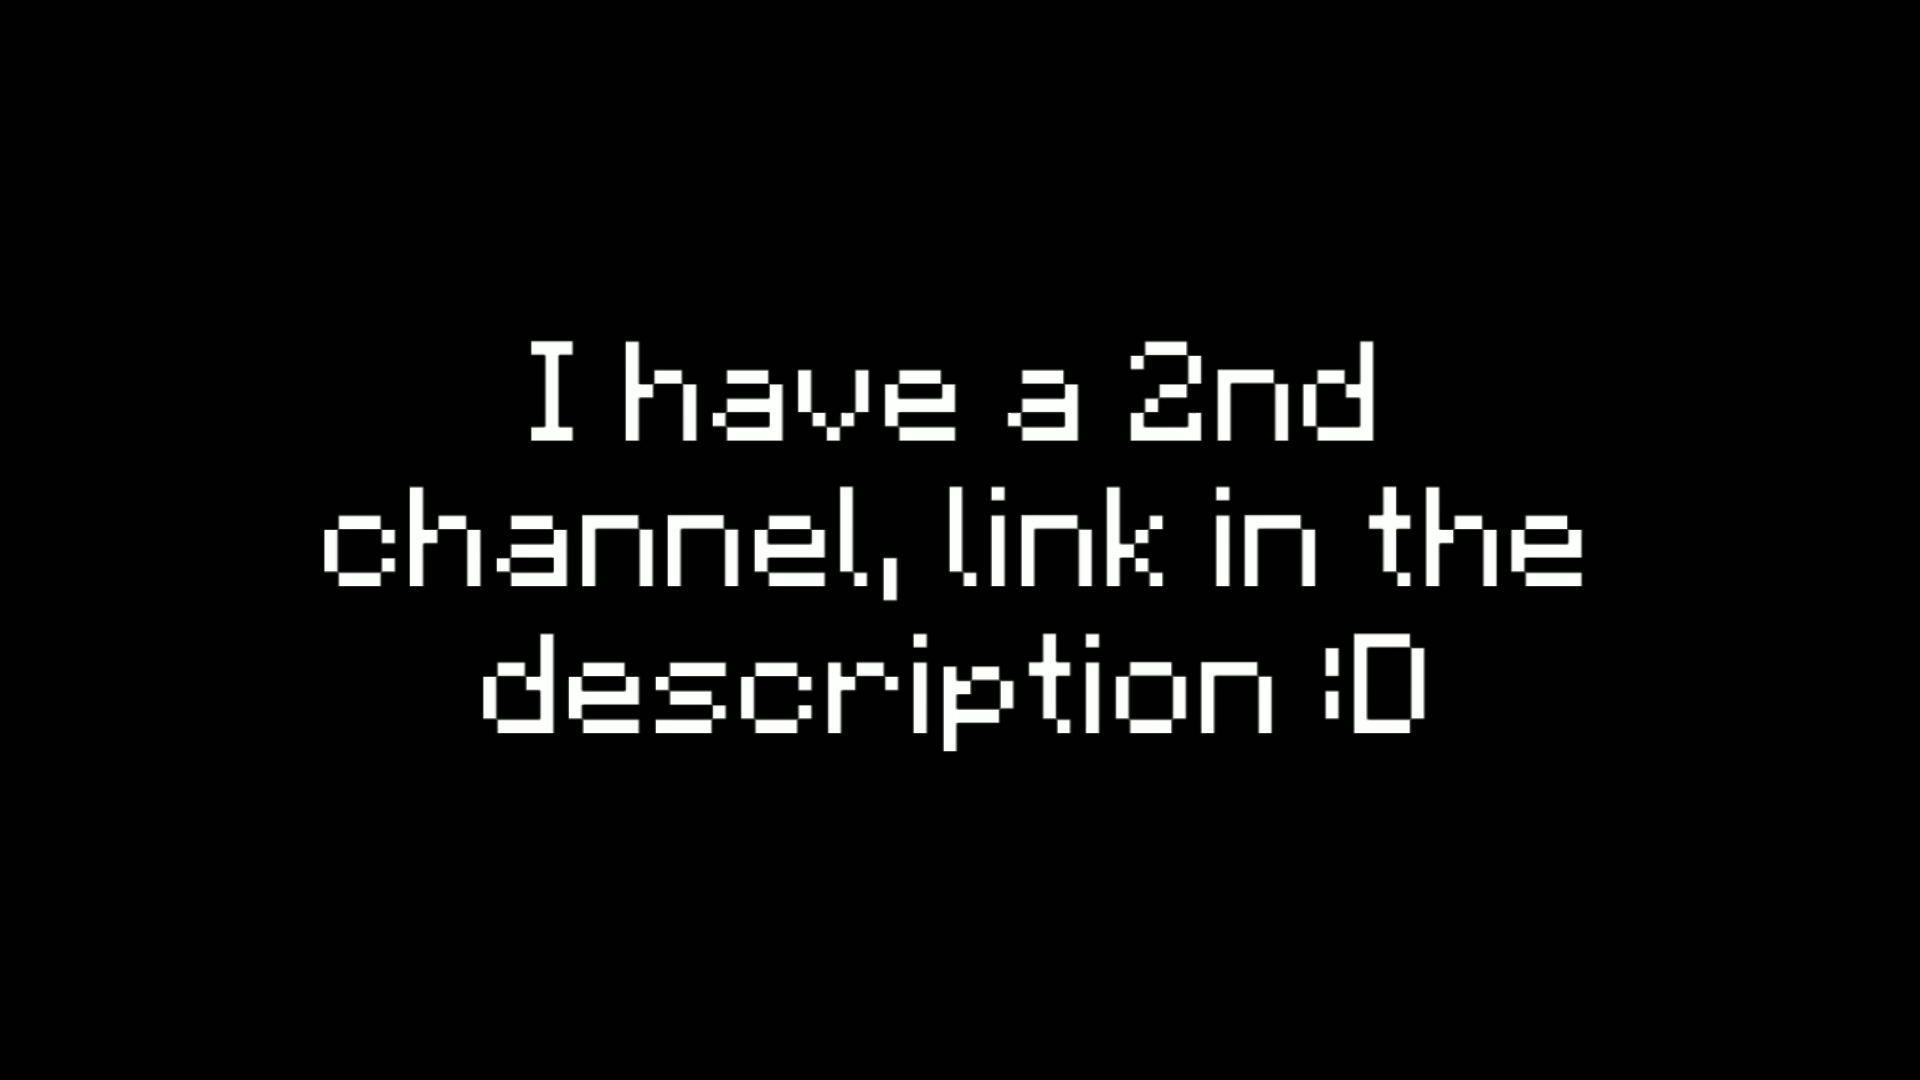 I have a 2nd
channel, link in the
description :D